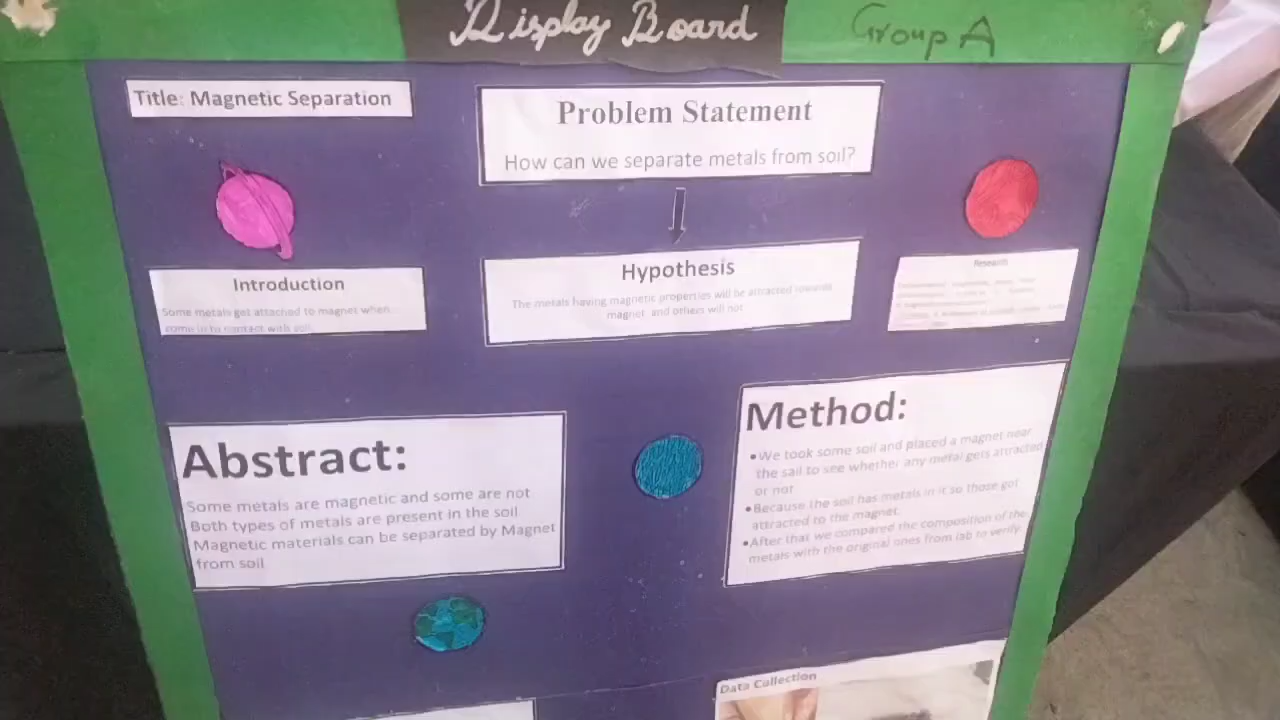 Display Board
Group A
Title: Magnetic Separation
Problem Statement
How can we separate metals from soil?
Introduction
Some metals get attached to magnet when
come in to contact with soil.
Hypothesis
The metals having magnetic properties will be attracted towards
magnet and others will not
Research
Abstract:
Some metals are magnetic and some are not
Both types of metals are present in the soil
Magnetic materials can be separated by Magnet
from soil
Method:
•We took some soil and placed a magnet near
the sail to see whether any metal gets attracted
or not
•Because the soil has metals in it so those got
attracted to the magnet.
•After that we compared the composition of the
metals with the original ones from lab to verify
Data Collection